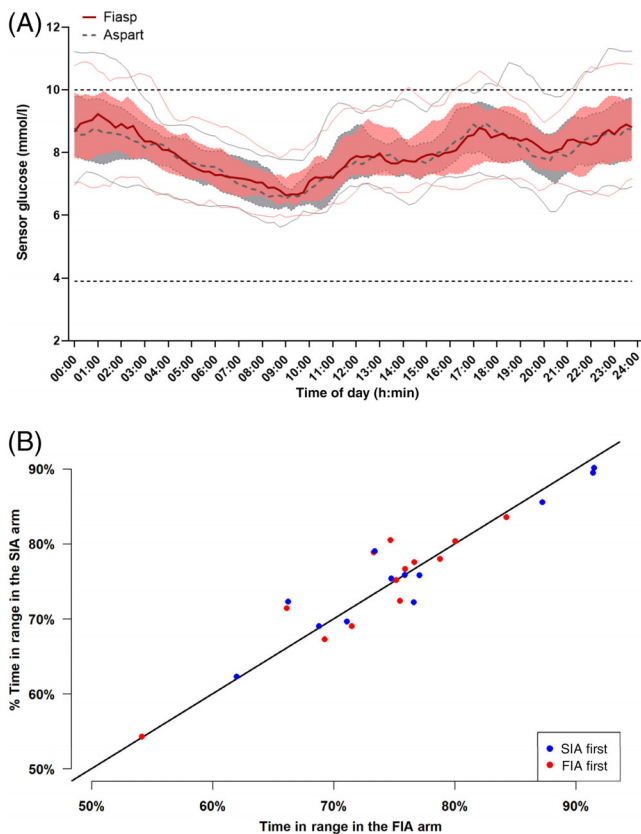 (A)
Fiasp
Aspart
12
10
8
6
4
2
Sensor glucose (mmol/l)
00:00 01:00 02:00 03:00 04:00 05:00 06:00 07:00 08:00 09:00 10:00 11:00 12:00 13:00 14:00 15:00 16:00 17:00 18:00 19:00 20:00 21:00 22:00 23:00 24:00
Time of day (h:min)
(B)
90%
80%
70%
60%
50%
% Time in range in the SIA arm
SIA first
FIA first
50% 60% 70% 80% 90%
Time in range in the FIA arm